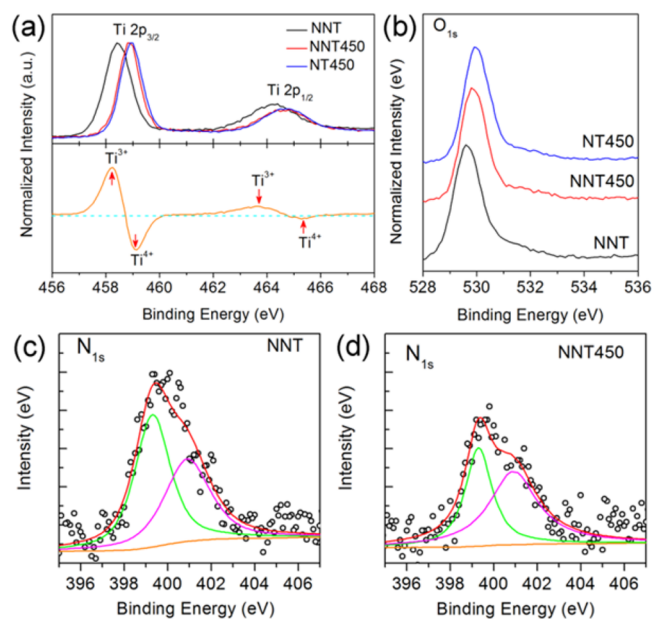 (a)
Ti 2p3/2
NNT
NNT450
NT450
Ti 2p1/2
Ti3+
Ti3+
Ti4+
Ti4+
Normalized Intensity (a.u.)
456 458 460 462 464 466 468
Binding Energy (eV)
(b)
O1s
NT450
NNT450
NNT
Normalized Intensity (eV)
528 530 532 534 536
Binding Energy (eV)
(c)
N1s
NNT
Intensity (eV)
396 398 400 402 404 406
Binding Energy (eV)
(d)
N1s
NNT450
Intensity (eV)
396 398 400 402 404 406
Binding Energy (eV)